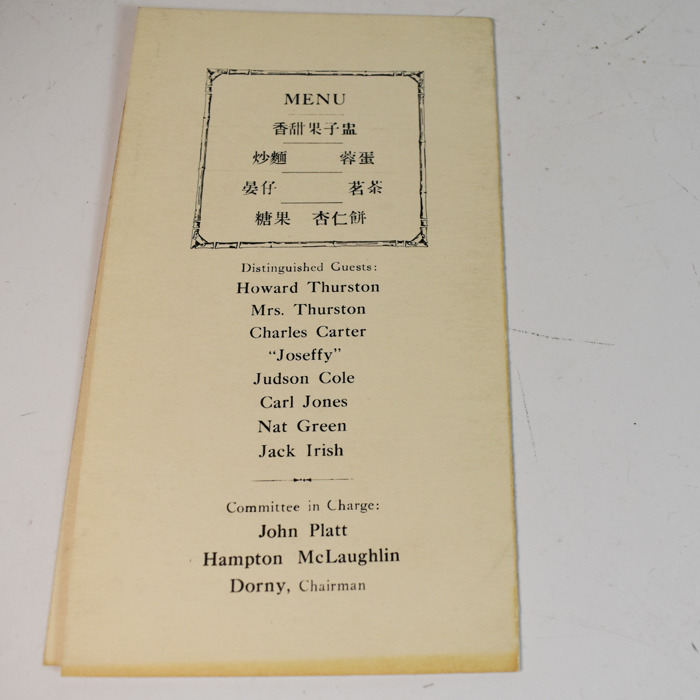 MENU
香甜果子盅
炒麵 蓉蛋
晏仔 茗茶
糖果 杏仁餅
Distinguished Guests:
Howard Thurston
Mrs. Thurston
Charles Carter
“Joseffy”
Judson Cole
Carl Jones
Nat Green
Jack Irish
Committee in Charge:
John Platt
Hampton McLaughlin
Dorny, Chairman